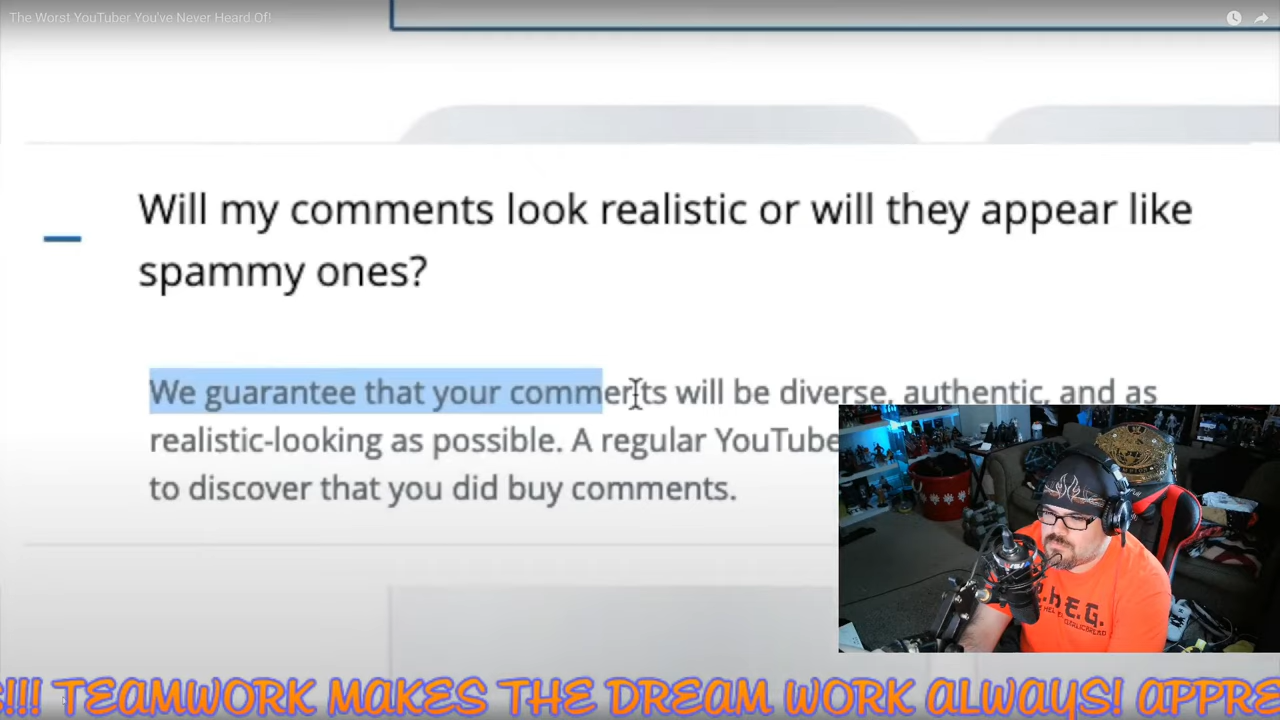 The Worst YouTuber You've Never Heard Of!
Will my comments look realistic or will they appear like
spammy ones?
We guarantee that your comments will be diverse, authentic, and as
realistic-looking as possible. A regular YouTube
to discover that you did buy comments.
.h.E.G.
!!! TEAMWORK MAKES THE DREAM WORK ALWAYS! APPRE